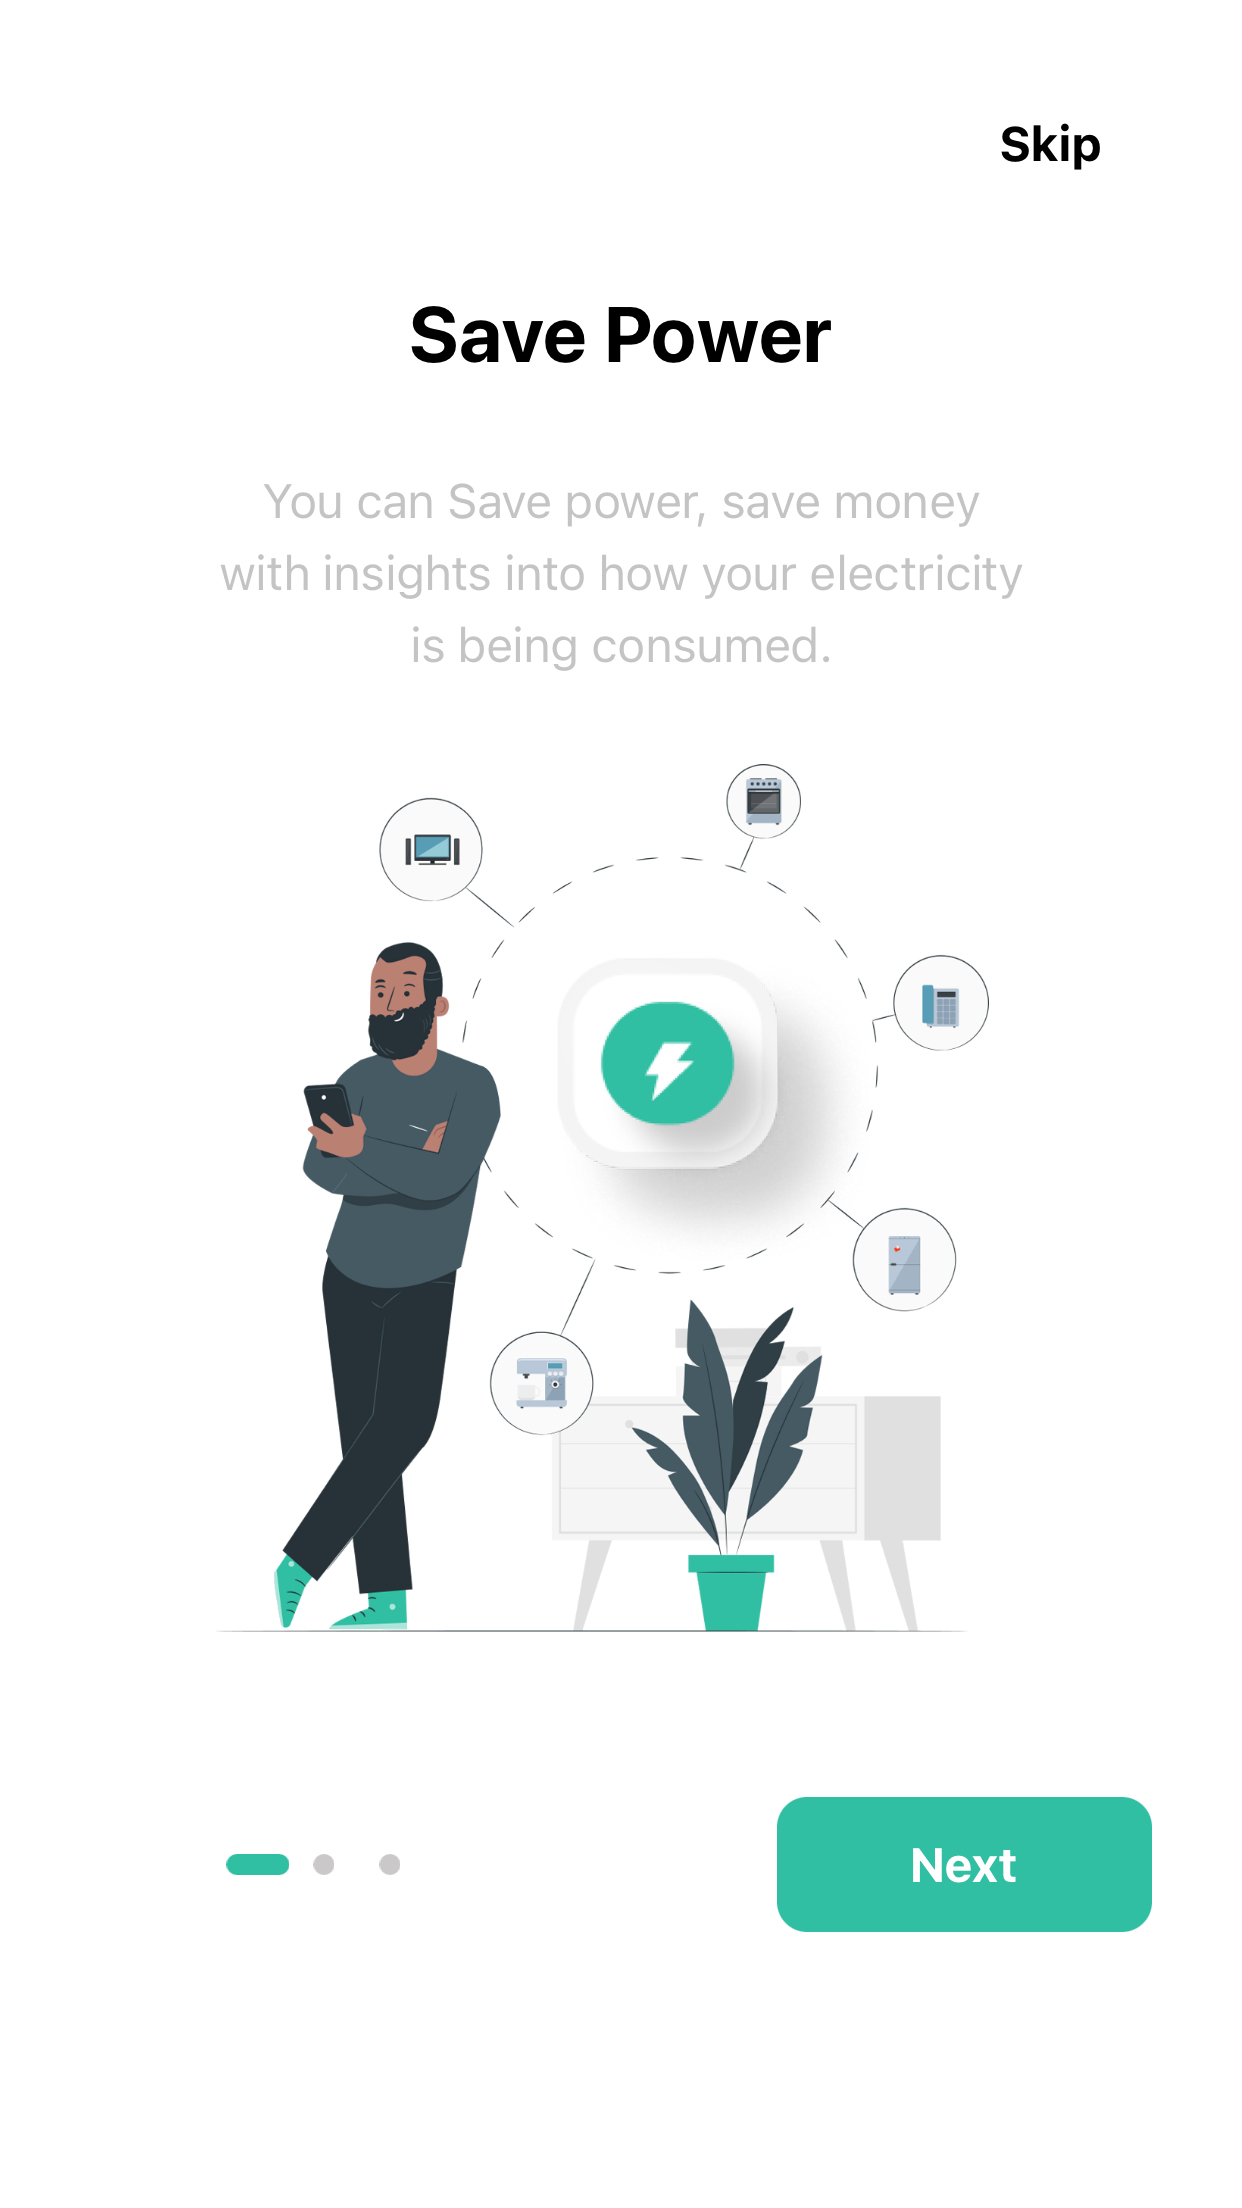 Skip
Save Power
You can Save power, save money
with insights into how your electricity
is being consumed.
Next